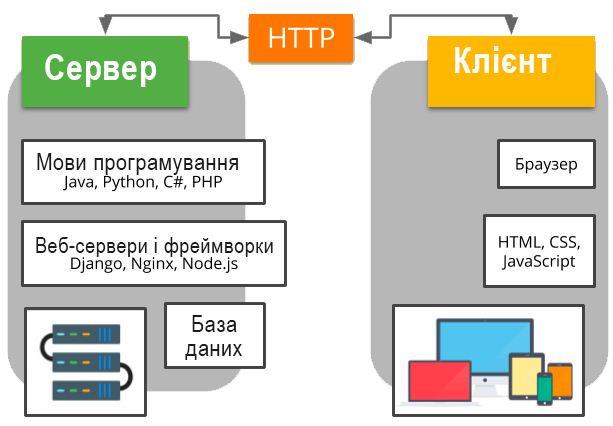 HTTP
Сервер
Клієнт
Мови програмування
Java, Python, C#, PHP
Веб-сервери і фреймворки
Django, Nginx, Node.js
База
даних
Браузер
HTML, CSS,
JavaScript